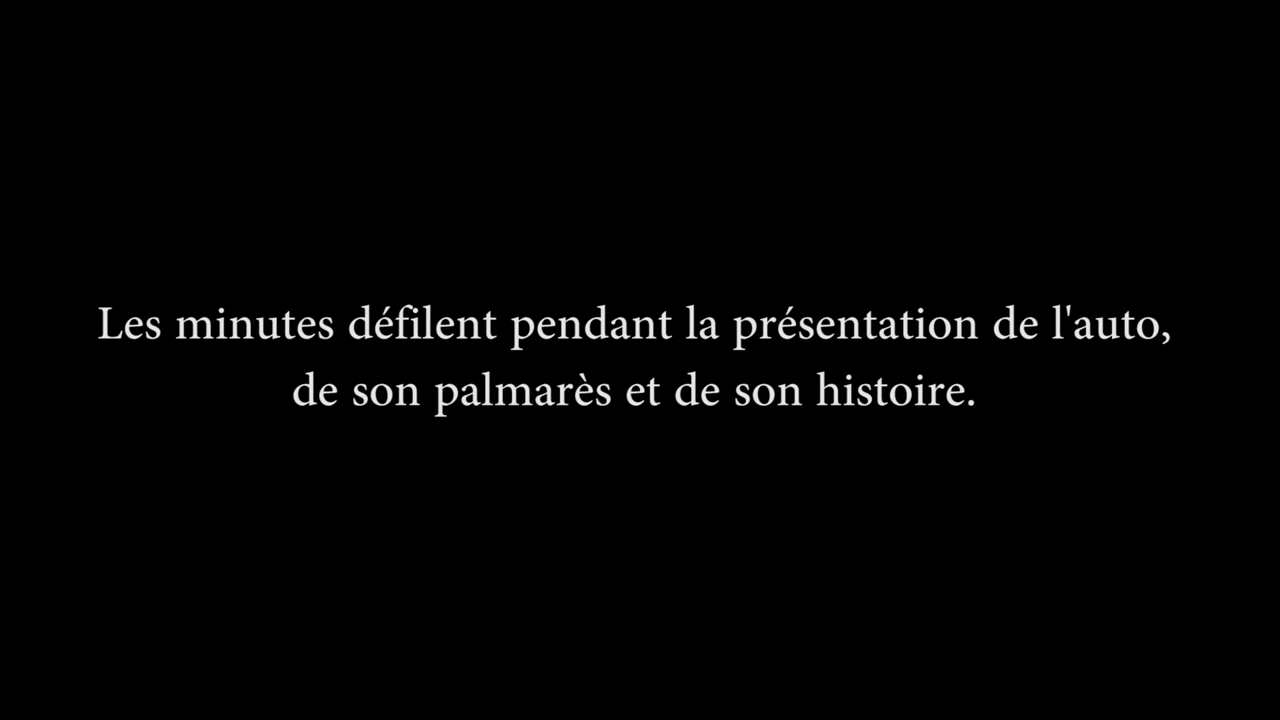 Les minutes défilent pendant la présentation de l'auto,
de son palmarès et de son histoire.